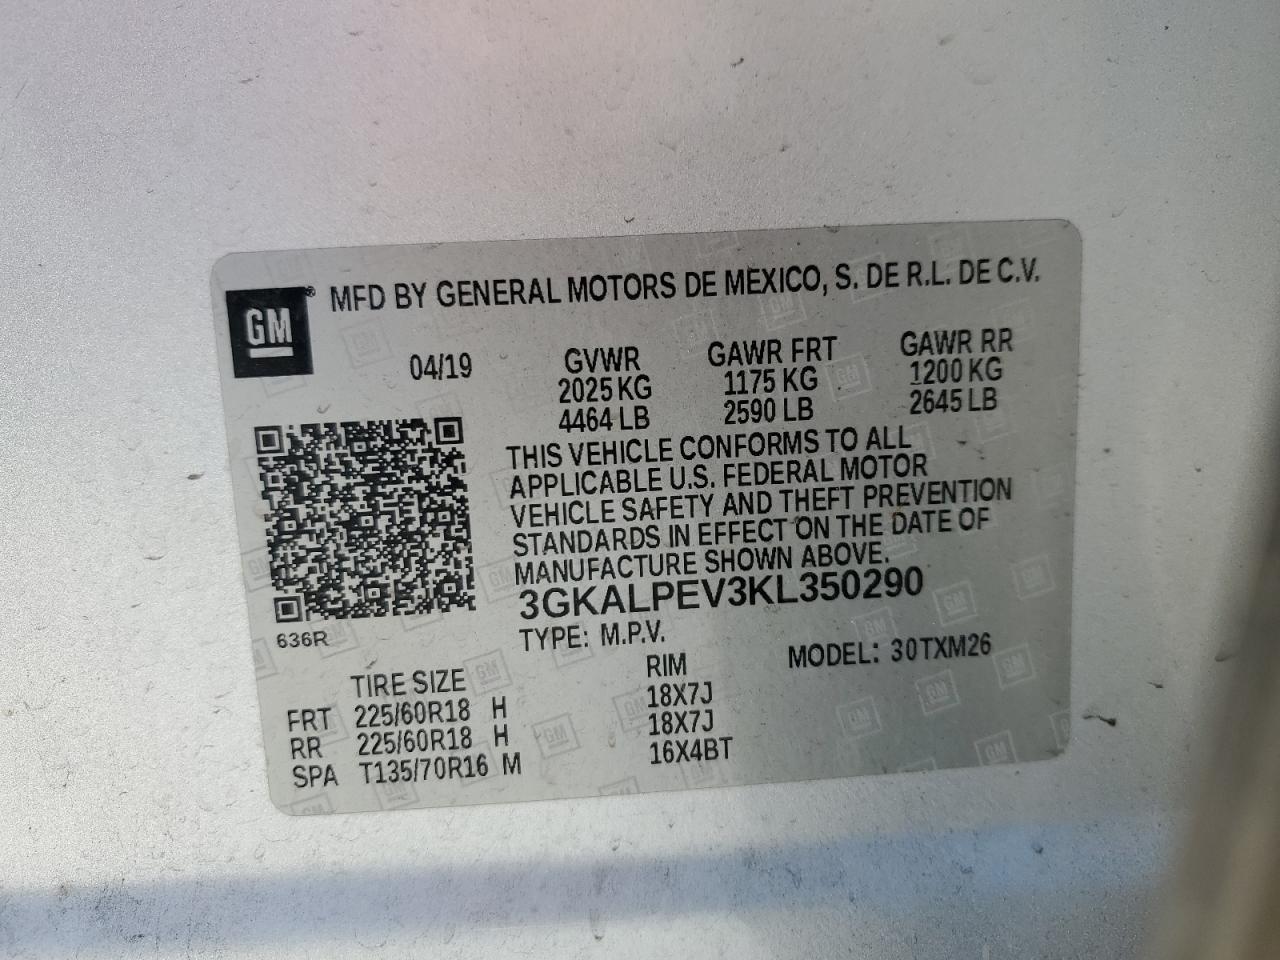 GM® MFD BY GENERAL MOTORS DE MEXICO, S. DE R.L. DE C.V.
04/19 GVWR GAWR FRT GAWR RR
2025 KG 1175 KG 1200 KG
4464 LB 2590 LB 2645 LB
THIS VEHICLE CONFORMS TO ALL
APPLICABLE U.S. FEDERAL MOTOR
VEHICLE SAFETY AND THEFT PREVENTION
STANDARDS IN EFFECT ON THE DATE OF
MANUFACTURE SHOWN ABOVE.
3GKALPEV3KL350290
636R
TYPE: M.P.V. MODEL: 30TXM26
TIRE SIZE RIM
FRT 225/60R18 H 18X7J
RR 225/60R18 H 18X7J
SPA T135/70R16 M 16X4BT